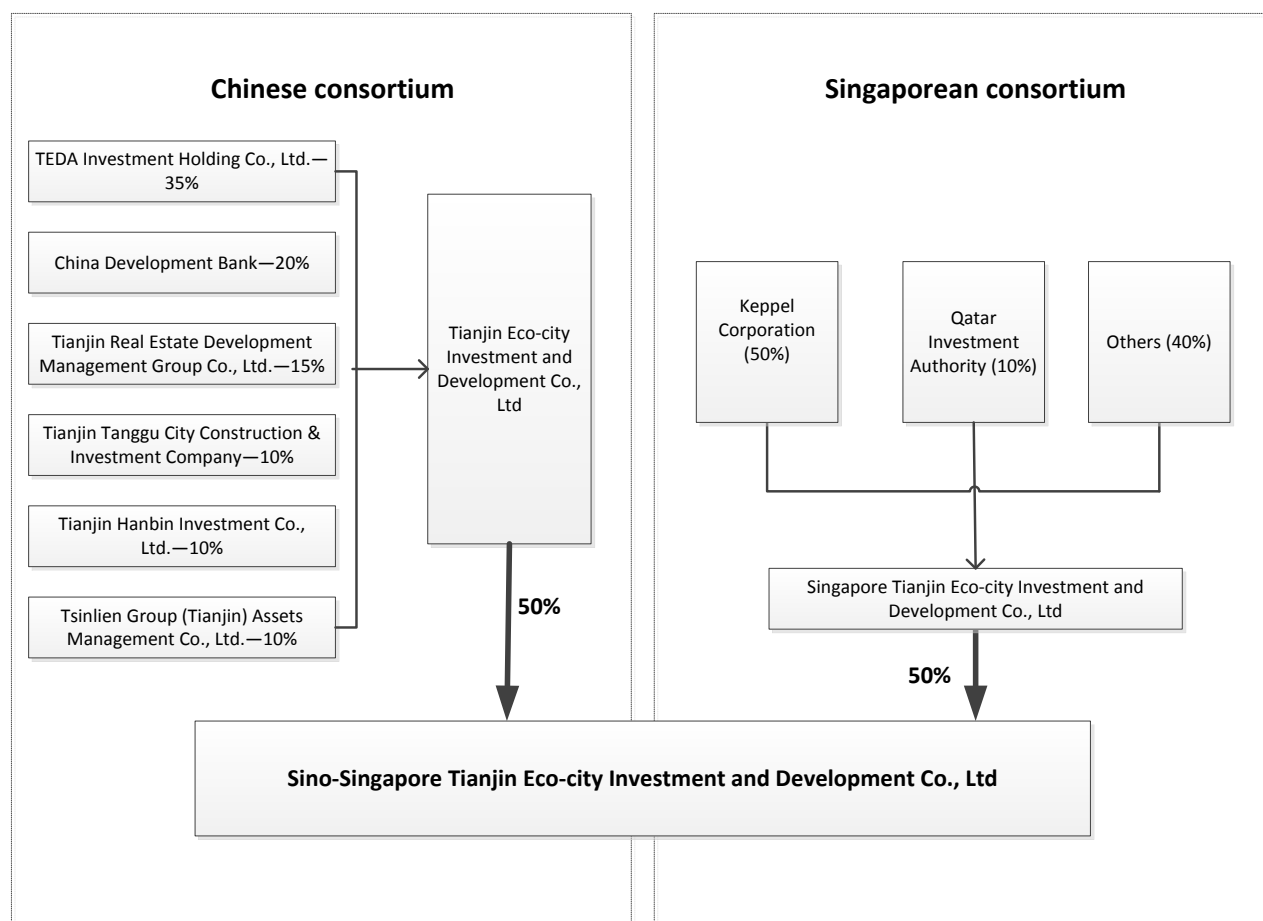 Chinese consortium
TEDA Investment Holding Co., Ltd.—
35%
China Development Bank—20%
Tianjin Real Estate Development
Management Group Co., Ltd.—15%
Tianjin Tanggu City Construction &
Investment Company—10%
Tianjin Hanbin Investment Co.,
Ltd.—10%
Tsinlien Group (Tianjin) Assets
Management Co., Ltd.—10%
Tianjin Eco-city
Investment and
Development Co.,
Ltd
50%
Singaporean consortium
Keppel
Corporation
(50%)
Qatar
Investment
Authority (10%)
Others (40%)
Singapore Tianjin Eco-city Investment and
Development Co., Ltd
50%
Sino-Singapore Tianjin Eco-city Investment and Development Co., Ltd